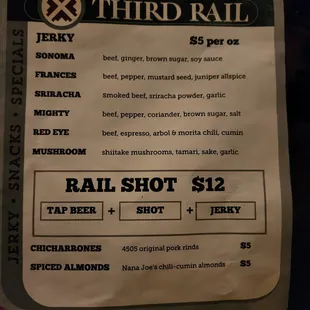 THIRD RAIL
JERKY • SNACKS • SPECIALS
JERKY $5 per oz
SONOMA beef, ginger, brown sugar, soy sauce
FRANCES beef, pepper, mustard seed, juniper allspice
SRIRACHA smoked beef, sriracha powder, garlic
MIGHTY beef, pepper, coriander, brown sugar, salt
RED EYE beef, espresso, arbol & morita chili, cumin
MUSHROOM shiitake mushrooms, tamari, sake, garlic
RAIL SHOT $12
TAP BEER + SHOT + JERKY
CHICHARRONES 4505 original pork rinds $5
SPICED ALMONDS Nana Joe's chili-cumin almonds $5